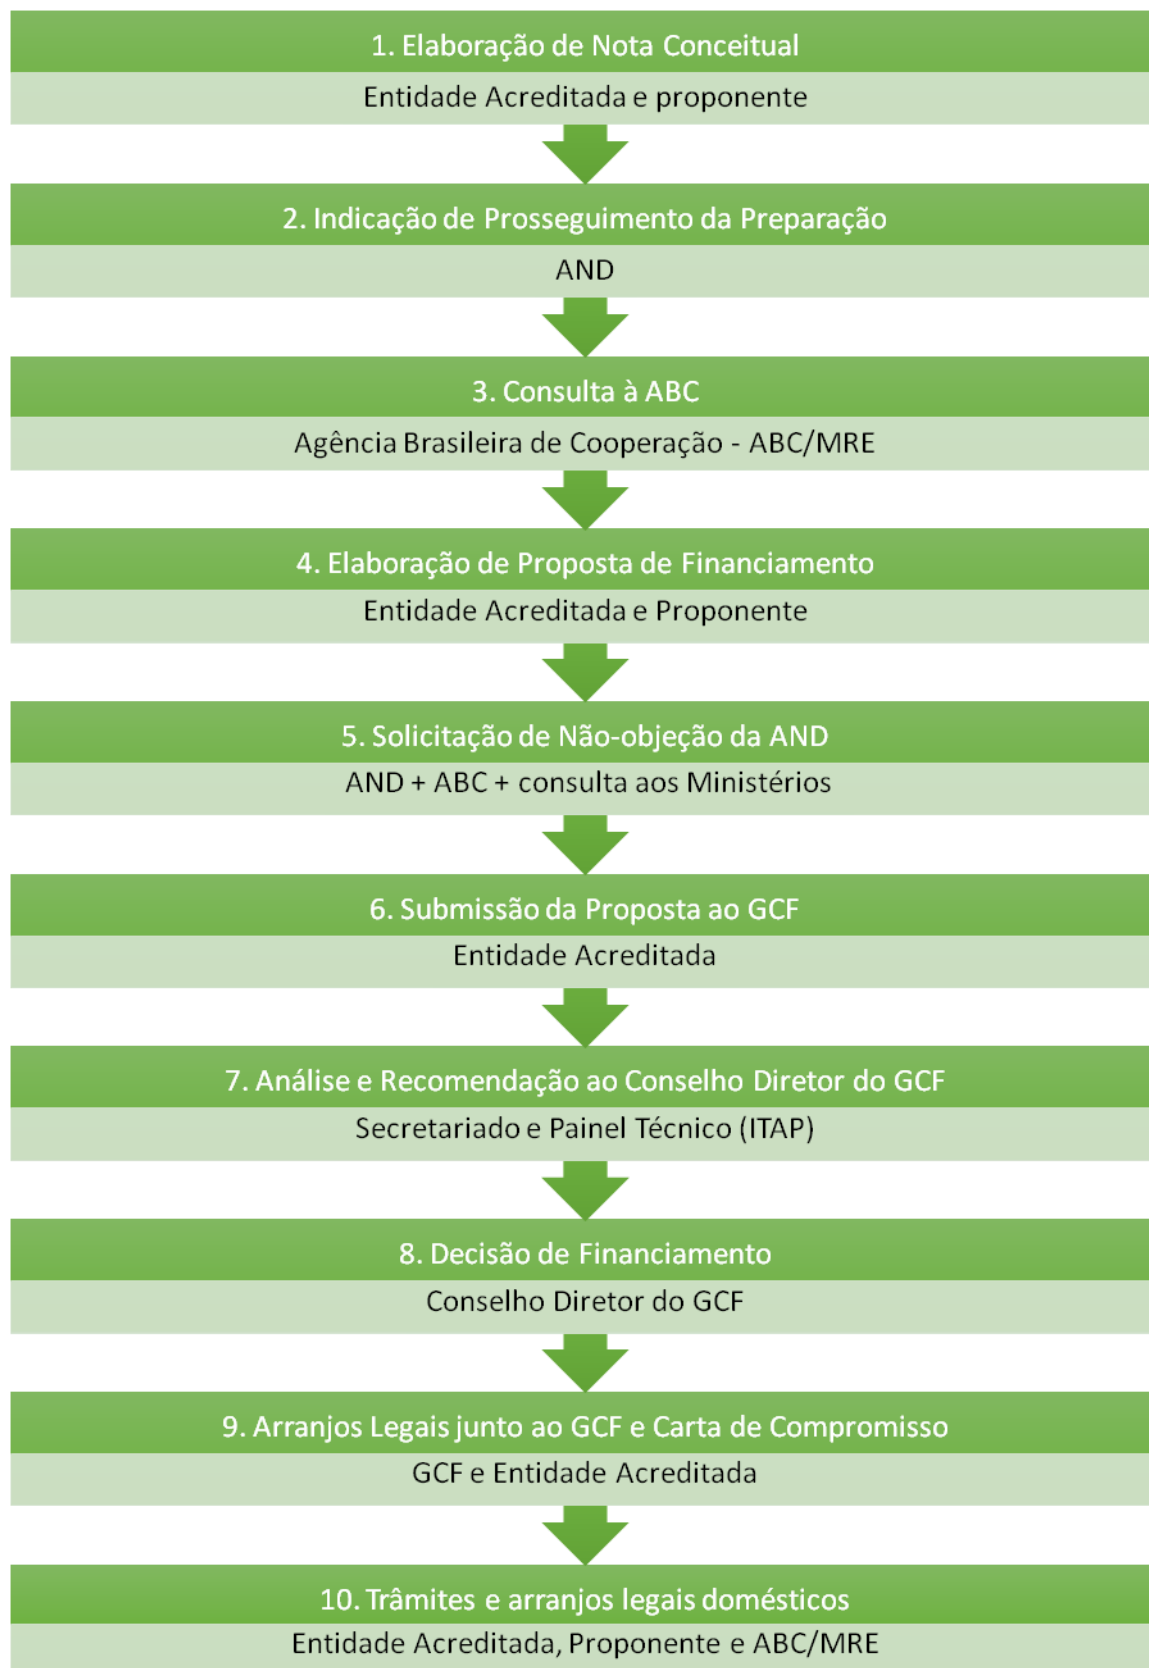 1. Elaboração de Nota Conceitual
Entidade Acreditada e proponente
2. Indicação de Prosseguimento da Preparação
AND
3. Consulta à ABC
Agência Brasileira de Cooperação - ABC/MRE
4. Elaboração de Proposta de Financiamento
Entidade Acreditada e Proponente
5. Solicitação de Não-objeção da AND
AND + ABC + consulta aos Ministérios
6. Submissão da Proposta ao GCF
Entidade Acreditada
7. Análise e Recomendação ao Conselho Diretor do GCF
Secretariado e Painel Técnico (ITAP)
8. Decisão de Financiamento
Conselho Diretor do GCF
9. Arranjos Legais junto ao GCF e Carta de Compromisso
GCF e Entidade Acreditada
10. Trâmites e arranjos legais domésticos
Entidade Acreditada, Proponente e ABC/MRE